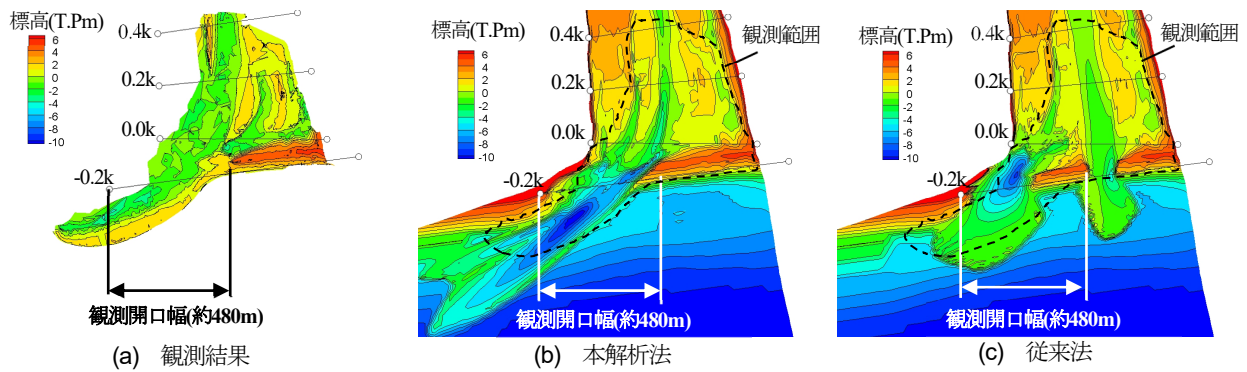 標高(T.Pm)
6
4
2
0
-2
-4
-6
-8
-10
0.4k
0.2k
0.0k
-0.2k
観測開口幅(約480m)
(a) 観測結果
標高(T.Pm)
6
4
2
0
-2
-4
-6
-8
-10
0.4k
0.2k
0.0k
-0.2k
観測範囲
観測開口幅(約480m)
(b) 本解析法
標高(T.Pm)
6
4
2
0
-2
-4
-6
-8
-10
0.4k
0.2k
0.0k
-0.2k
観測範囲
観測開口幅(約480m)
(c) 従来法